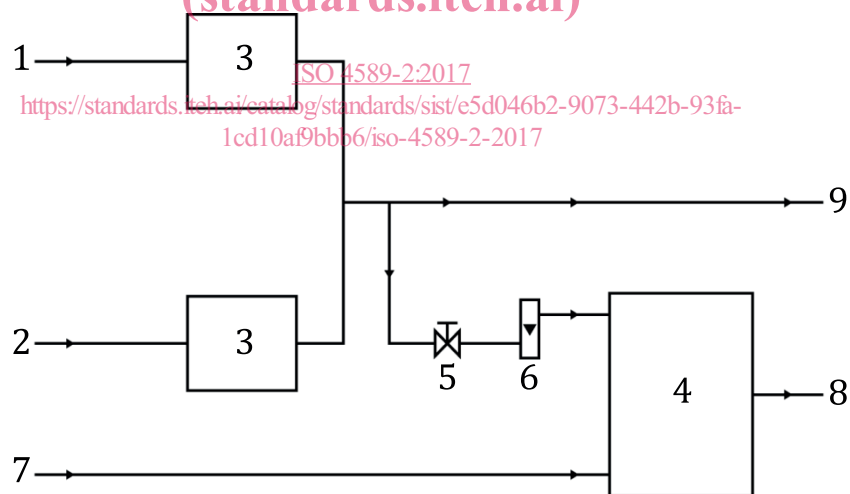 (standards.iteh.ai)
1
3
ISO 4589-2:2017
https://standards.iteh.ai/catalog/standards/sist/e5d046b2-9073-442b-93fa-
1cd10af9bbb6/iso-4589-2-2017
9
2
3
5
6
4
8
7